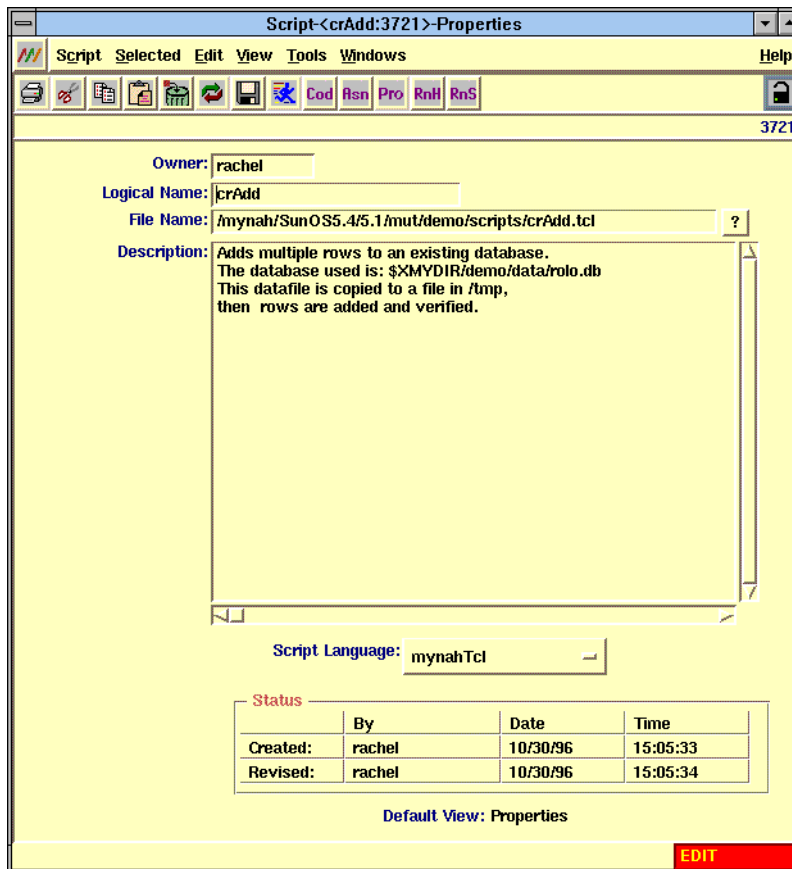 Script-<crAdd:3721>-Properties
Script Selected Edit View Tools Windows Help
Cod Asn Pro RnH RnS
3721
Owner: rachel
Logical Name: crAdd
File Name: /mynah/SunOS5.4/5.1/mut/demo/scripts/crAdd.tcl ?
Description: Adds multiple rows to an existing database.
The database used is: $XMYDIR/demo/data/rolo.db
This datafile is copied to a file in /tmp,
then rows are added and verified.
Script Language: mynahTcl
Status
By Date Time
Created: rachel 10/30/96 15:05:33
Revised: rachel 10/30/96 15:05:34
Default View: Properties
EDIT